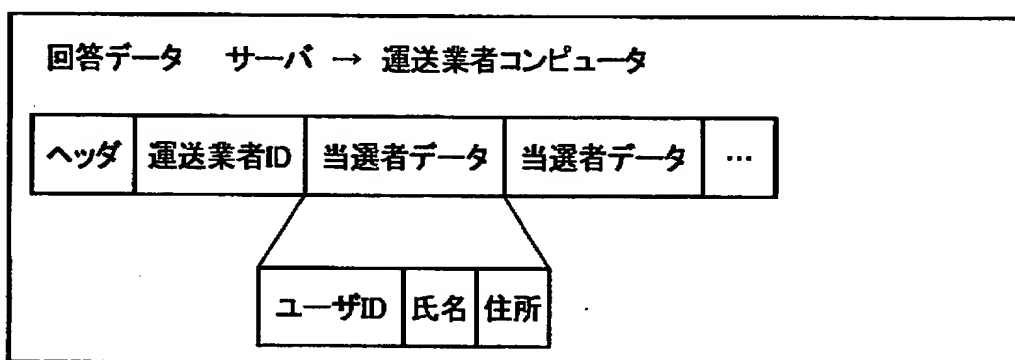 回答データ サーバ → 運送業者コンピュータ
ヘッダ 運送業者ID 当選者データ 当選者データ …
ユーザID 氏名 住所